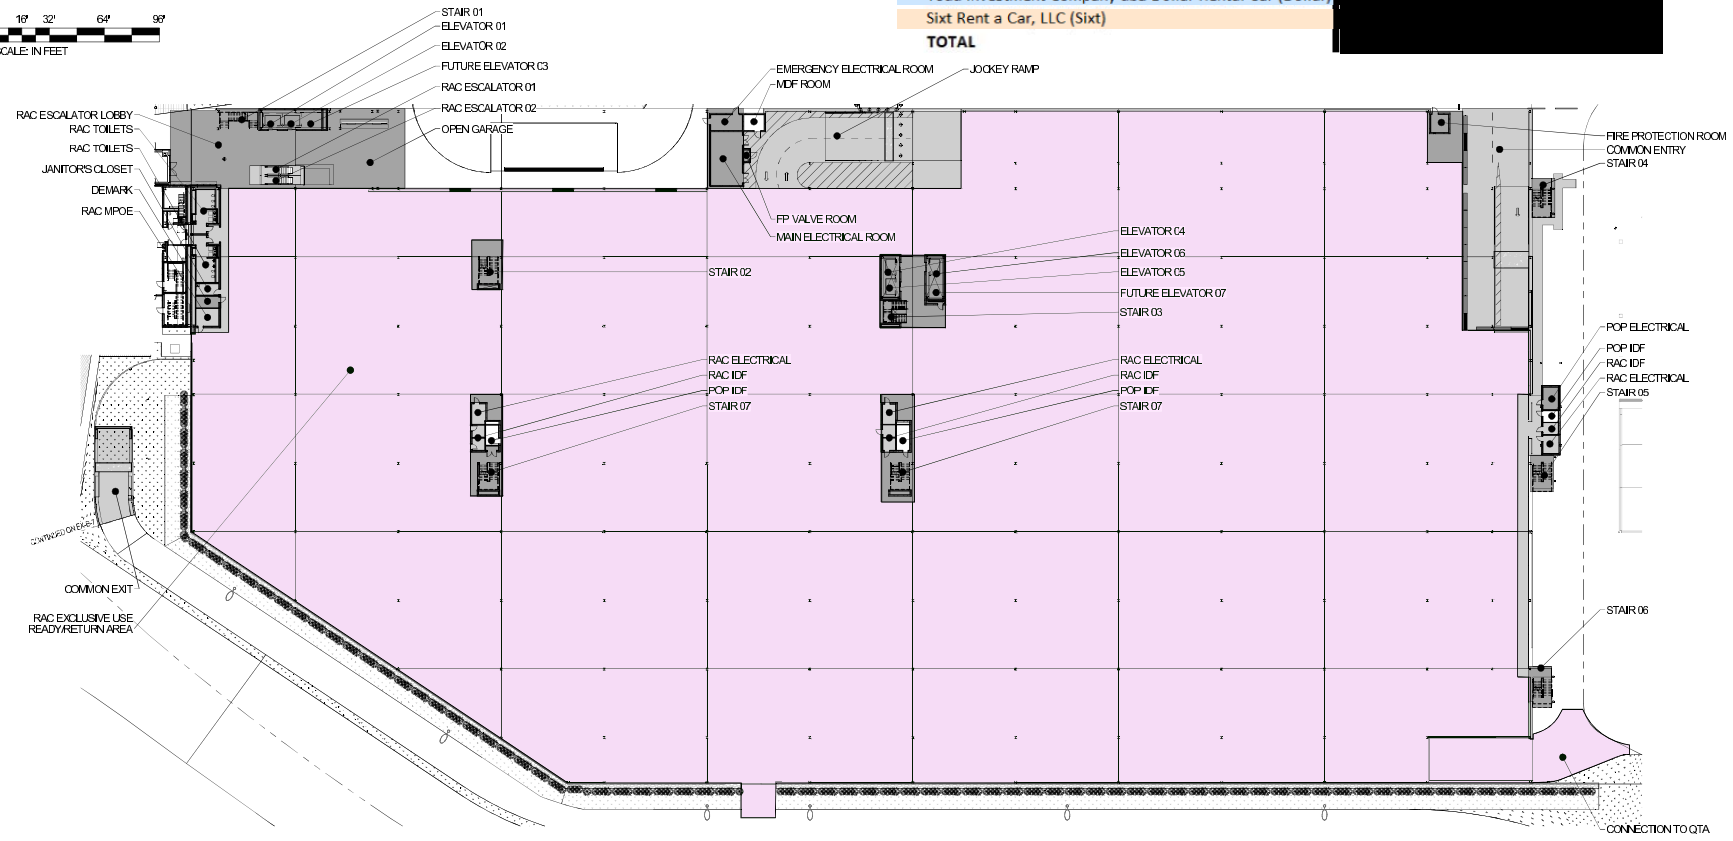 16' 32' 64' 96'
SCALE: IN FEET
Sixt Rent a Car, LLC (Sixt)
TOTAL
STAIR 01
ELEVATOR 01
ELEVATOR 02
FUTURE ELEVATOR 03
RAC ESCALATOR 01
RAC ESCALATOR 02
OPEN GARAGE
RAC ESCALATOR LOBBY
RAC TOILETS
RAC TOILETS
JANITOR'S CLOSET
DEMARK
RAC MPOE
EMERGENCY ELECTRICAL ROOM
MDF ROOM
JOCKEY RAMP
FP VALVE ROOM
MAIN ELECTRICAL ROOM
FIRE PROTECTION ROOM
COMMON ENTRY
STAIR 04
STAIR 02
ELEVATOR 04
ELEVATOR 06
ELEVATOR 05
FUTURE ELEVATOR 07
STAIR 03
RAC ELECTRICAL
RAC IDF
POP IDF
STAIR 07
RAC ELECTRICAL
RAC IDF
POP IDF
STAIR 07
POP ELECTRICAL
POP IDF
RAC IDF
RAC ELECTRICAL
STAIR 05
COMMON EXIT
RAC EXCLUSIVE USE
READY/RETURN AREA
STAIR 06
CONNECTION TO QTA